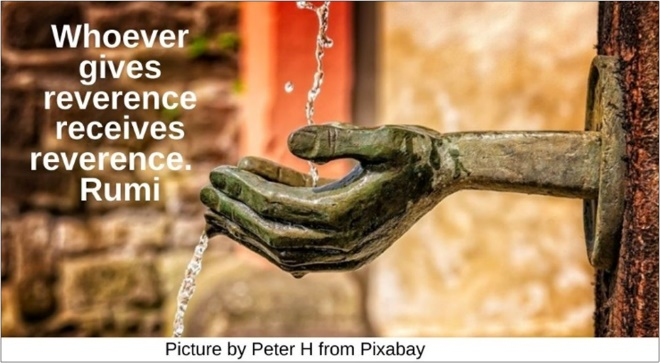 Whoever
gives
reverence
receives
reverence.
Rumi
Picture by Peter H from Pixabay